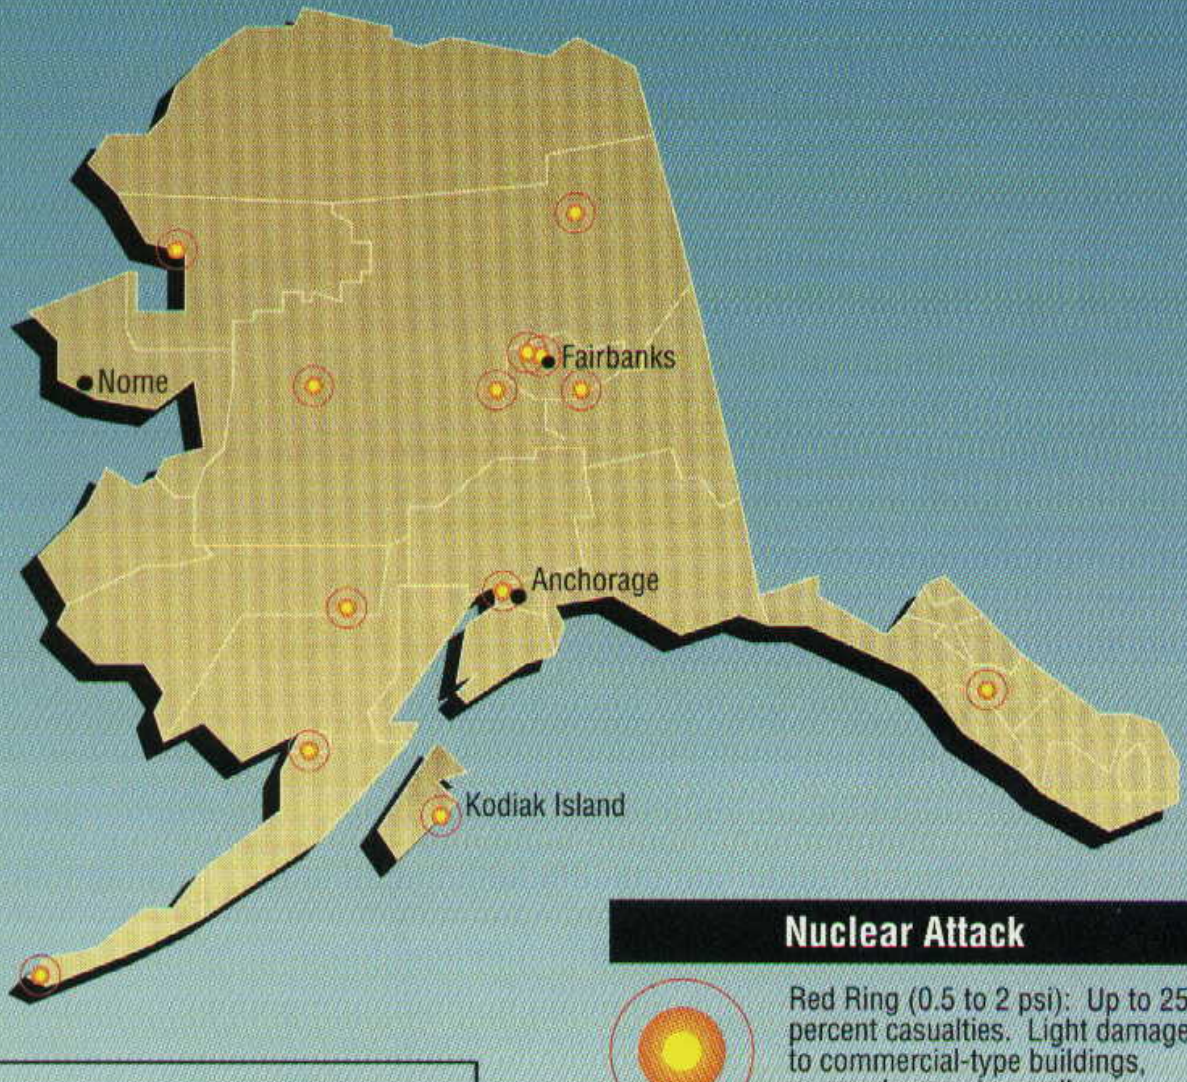 Fairbanks
Nome
Anchorage
Kodiak Island
Nuclear Attack
Red Ring (0.5 to 2 psi): Up to 25
percent casualties. Light damage
to commercial-type buildings,